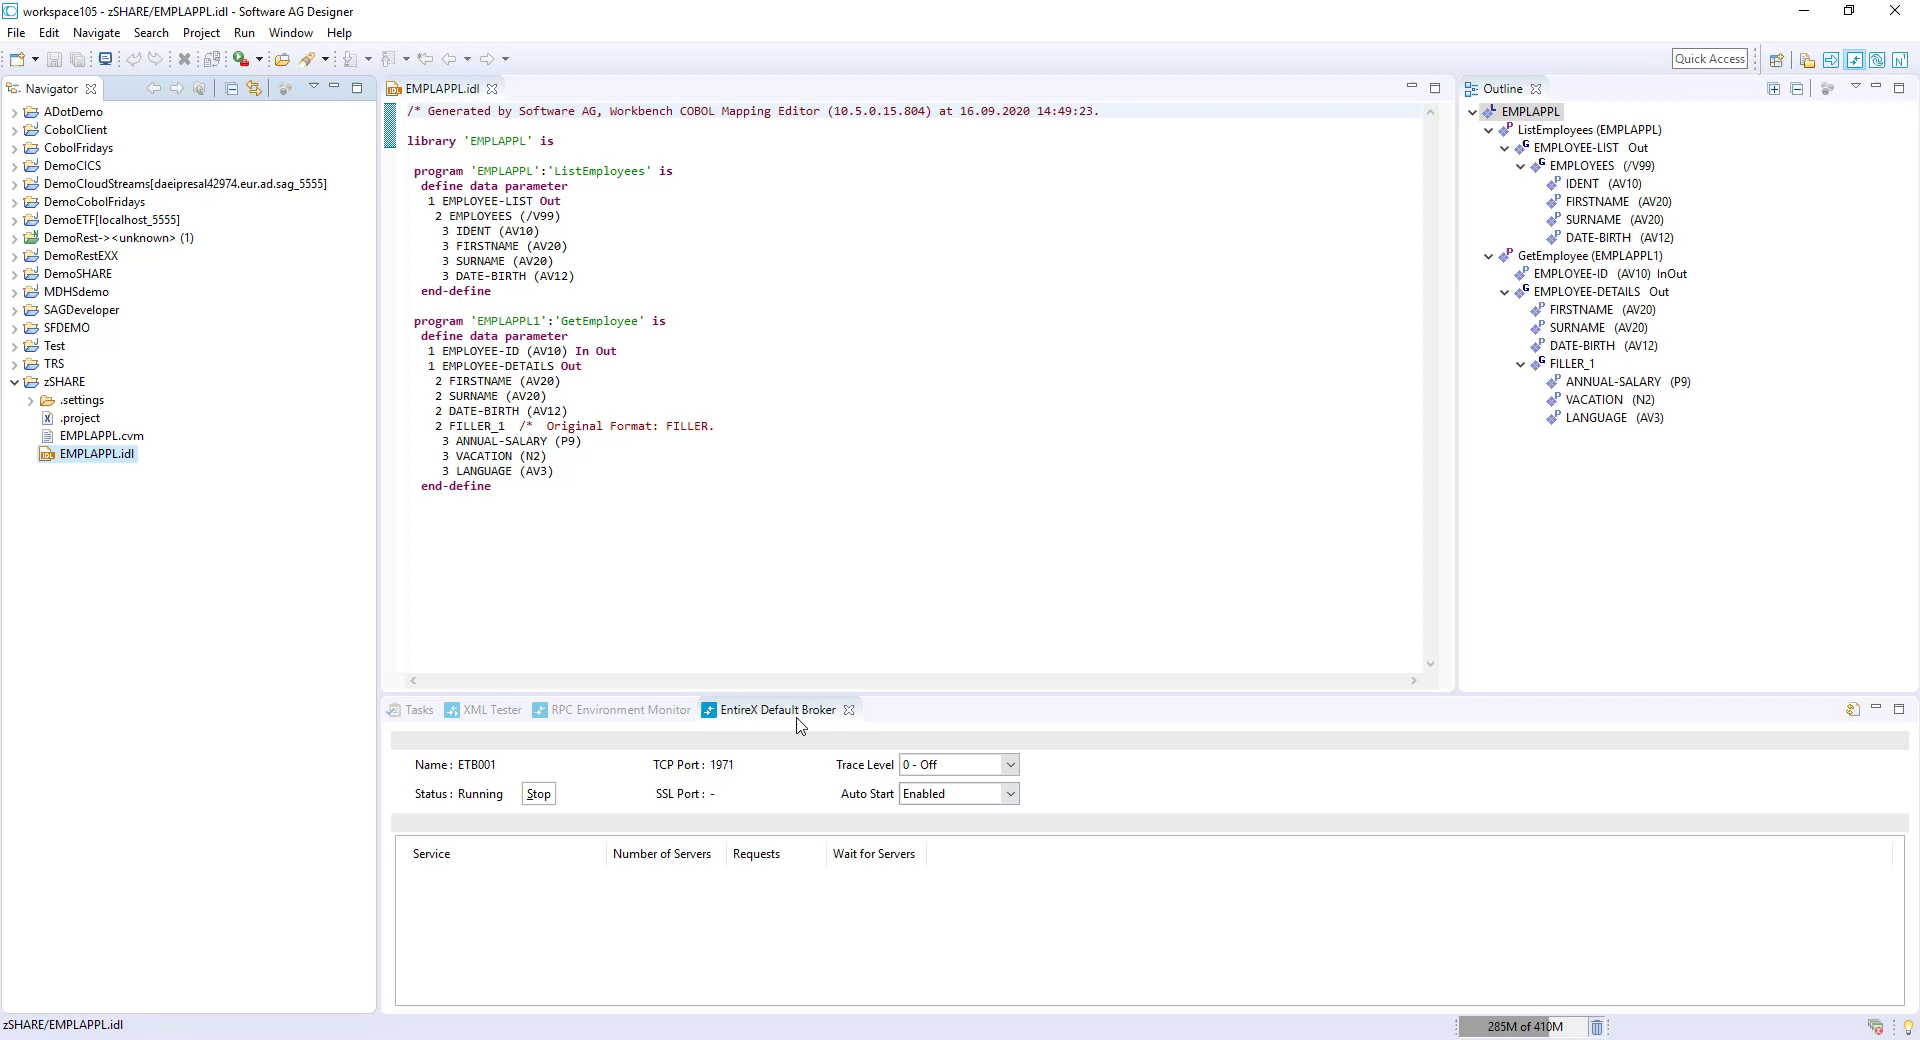 workspace105 - zSHARE/EMPLAPPL.idl - Software AG Designer
File Edit Navigate Search Project Run Window Help
Quick Access
Navigator
ADotDemo
CobolClient
CobolFridays
DemoCICS
DemoCloudStreams[daeipresal42974.eur.ad.sag_5555]
DemoCobolFridays
DemoETF[localhost_5555]
DemoRest-><unknown> (1)
DemoRestEXX
DemoSHARE
MDHSdemo
SAGDeveloper
SFDEMO
Test
TRS
zSHARE
.settings
.project
EMPLAPPL.cvm
EMPLAPPL.idl
EMPLAPPL.idl
/* Generated by Software AG, Workbench COBOL Mapping Editor (10.5.0.15.804) at 16.09.2020 14:49:23.
library 'EMPLAPPL' is
program 'EMPLAPPL':'ListEmployees' is
define data parameter
1 EMPLOYEE-LIST Out
2 EMPLOYEES (/V99)
3 IDENT (AV10)
3 FIRSTNAME (AV20)
3 SURNAME (AV20)
3 DATE-BIRTH (AV12)
end-define
program 'EMPLAPPL1':'GetEmployee' is
define data parameter
1 EMPLOYEE-ID (AV10) In Out
1 EMPLOYEE-DETAILS Out
2 FIRSTNAME (AV20)
2 SURNAME (AV20)
2 DATE-BIRTH (AV12)
2 FILLER_1 /* Original Format: FILLER.
3 ANNUAL-SALARY (P9)
3 VACATION (N2)
3 LANGUAGE (AV3)
end-define
Outline
EMPLAPPL
ListEmployees (EMPLAPPL)
EMPLOYEE-LIST Out
EMPLOYEES (/V99)
IDENT (AV10)
FIRSTNAME (AV20)
SURNAME (AV20)
DATE-BIRTH (AV12)
GetEmployee (EMPLAPPL1)
EMPLOYEE-ID (AV10) InOut
EMPLOYEE-DETAILS Out
FIRSTNAME (AV20)
SURNAME (AV20)
DATE-BIRTH (AV12)
FILLER_1
ANNUAL-SALARY (P9)
VACATION (N2)
LANGUAGE (AV3)
Tasks XML Tester RPC Environment Monitor EntireX Default Broker
Name : ETB001 TCP Port : 1971 Trace Level 0 - Off
Status : Running Stop SSL Port : - Auto Start Enabled
Service Number of Servers Requests Wait for Servers
zSHARE/EMPLAPPL.idl
285M of 410M